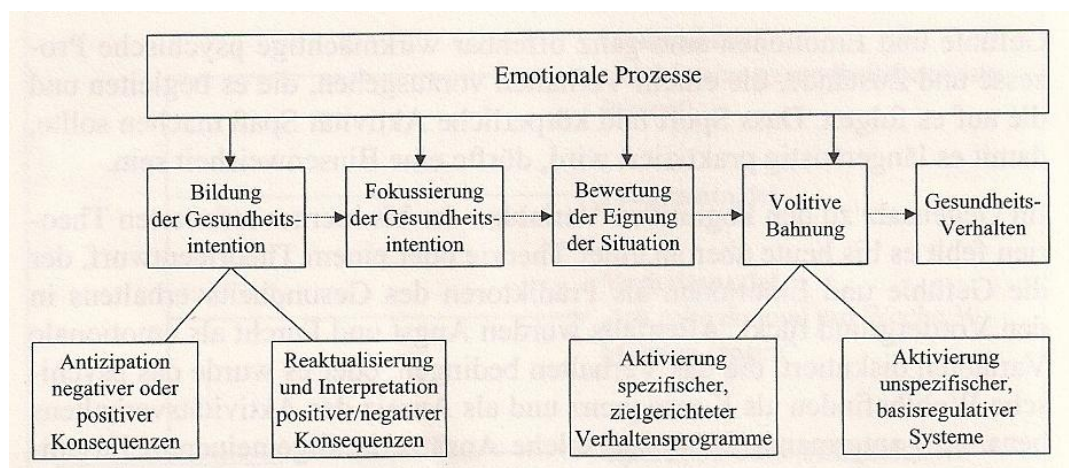 Emotionale Prozesse
Bildung
der Gesundheits-
intention
Fokussierung
der Gesundheits-
intention
Bewertung
der Eignung
der Situation
Volitive
Bahnung
Gesundheits-
Verhalten
Antizipation
negativer oder
positiver
Konsequenzen
Reaktualisierung
und Interpretation
positiver/negativer
Konsequenzen
Aktivierung
spezifischer,
zielgerichteter
Verhaltensprogramme
Aktivierung
unspezifischer,
basisregulativer
Systeme